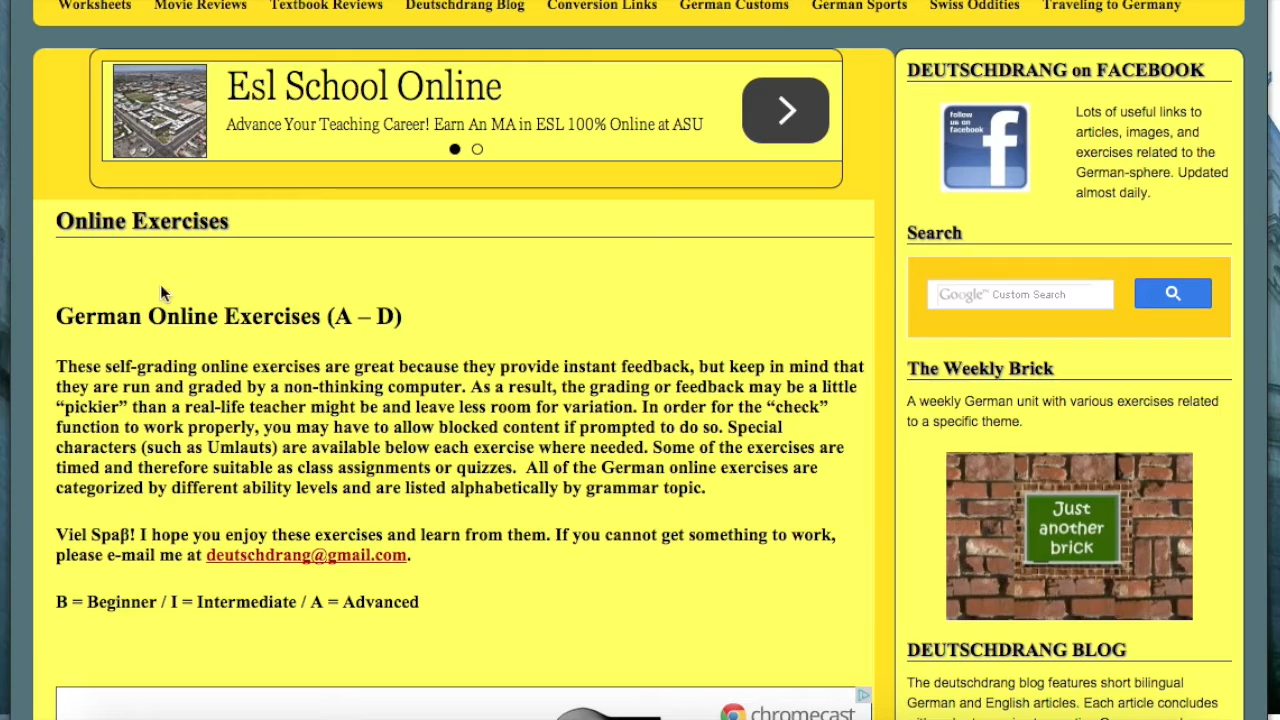 Worksheets Movie Reviews Textbook Reviews Deutschdrang Blog Conversion Links German Customs German Sports Swiss Oddities Traveling to Germany
Esl School Online
Advance Your Teaching Career! Earn An MA in ESL 100% Online at ASU
Online Exercises
German Online Exercises (A – D)
These self-grading online exercises are great because they provide instant feedback, but keep in mind that
they are run and graded by a non-thinking computer. As a result, the grading or feedback may be a little
“pickier” than a real-life teacher might be and leave less room for variation. In order for the “check”
function to work properly, you may have to allow blocked content if prompted to do so. Special
characters (such as Umlauts) are available below each exercise where needed. Some of the exercises are
timed and therefore suitable as class assignments or quizzes.  All of the German online exercises are
categorized by different ability levels and are listed alphabetically by grammar topic.
Viel Spaβ! I hope you enjoy these exercises and learn from them. If you cannot get something to work,
please e-mail me at deutschdrang@gmail.com.
B = Beginner / I = Intermediate / A = Advanced
chromecast
DEUTSCHDRANG on FACEBOOK
follow
us on
facebook
f
Lots of useful links to
articles, images, and
exercises related to the
German-sphere. Updated
almost daily.
Search
Google™ Custom Search
The Weekly Brick
A weekly German unit with various exercises related
to a specific theme.
Just
another
brick
DEUTSCHDRANG BLOG
The deutschdrang blog features short bilingual
German and English articles. Each article concludes